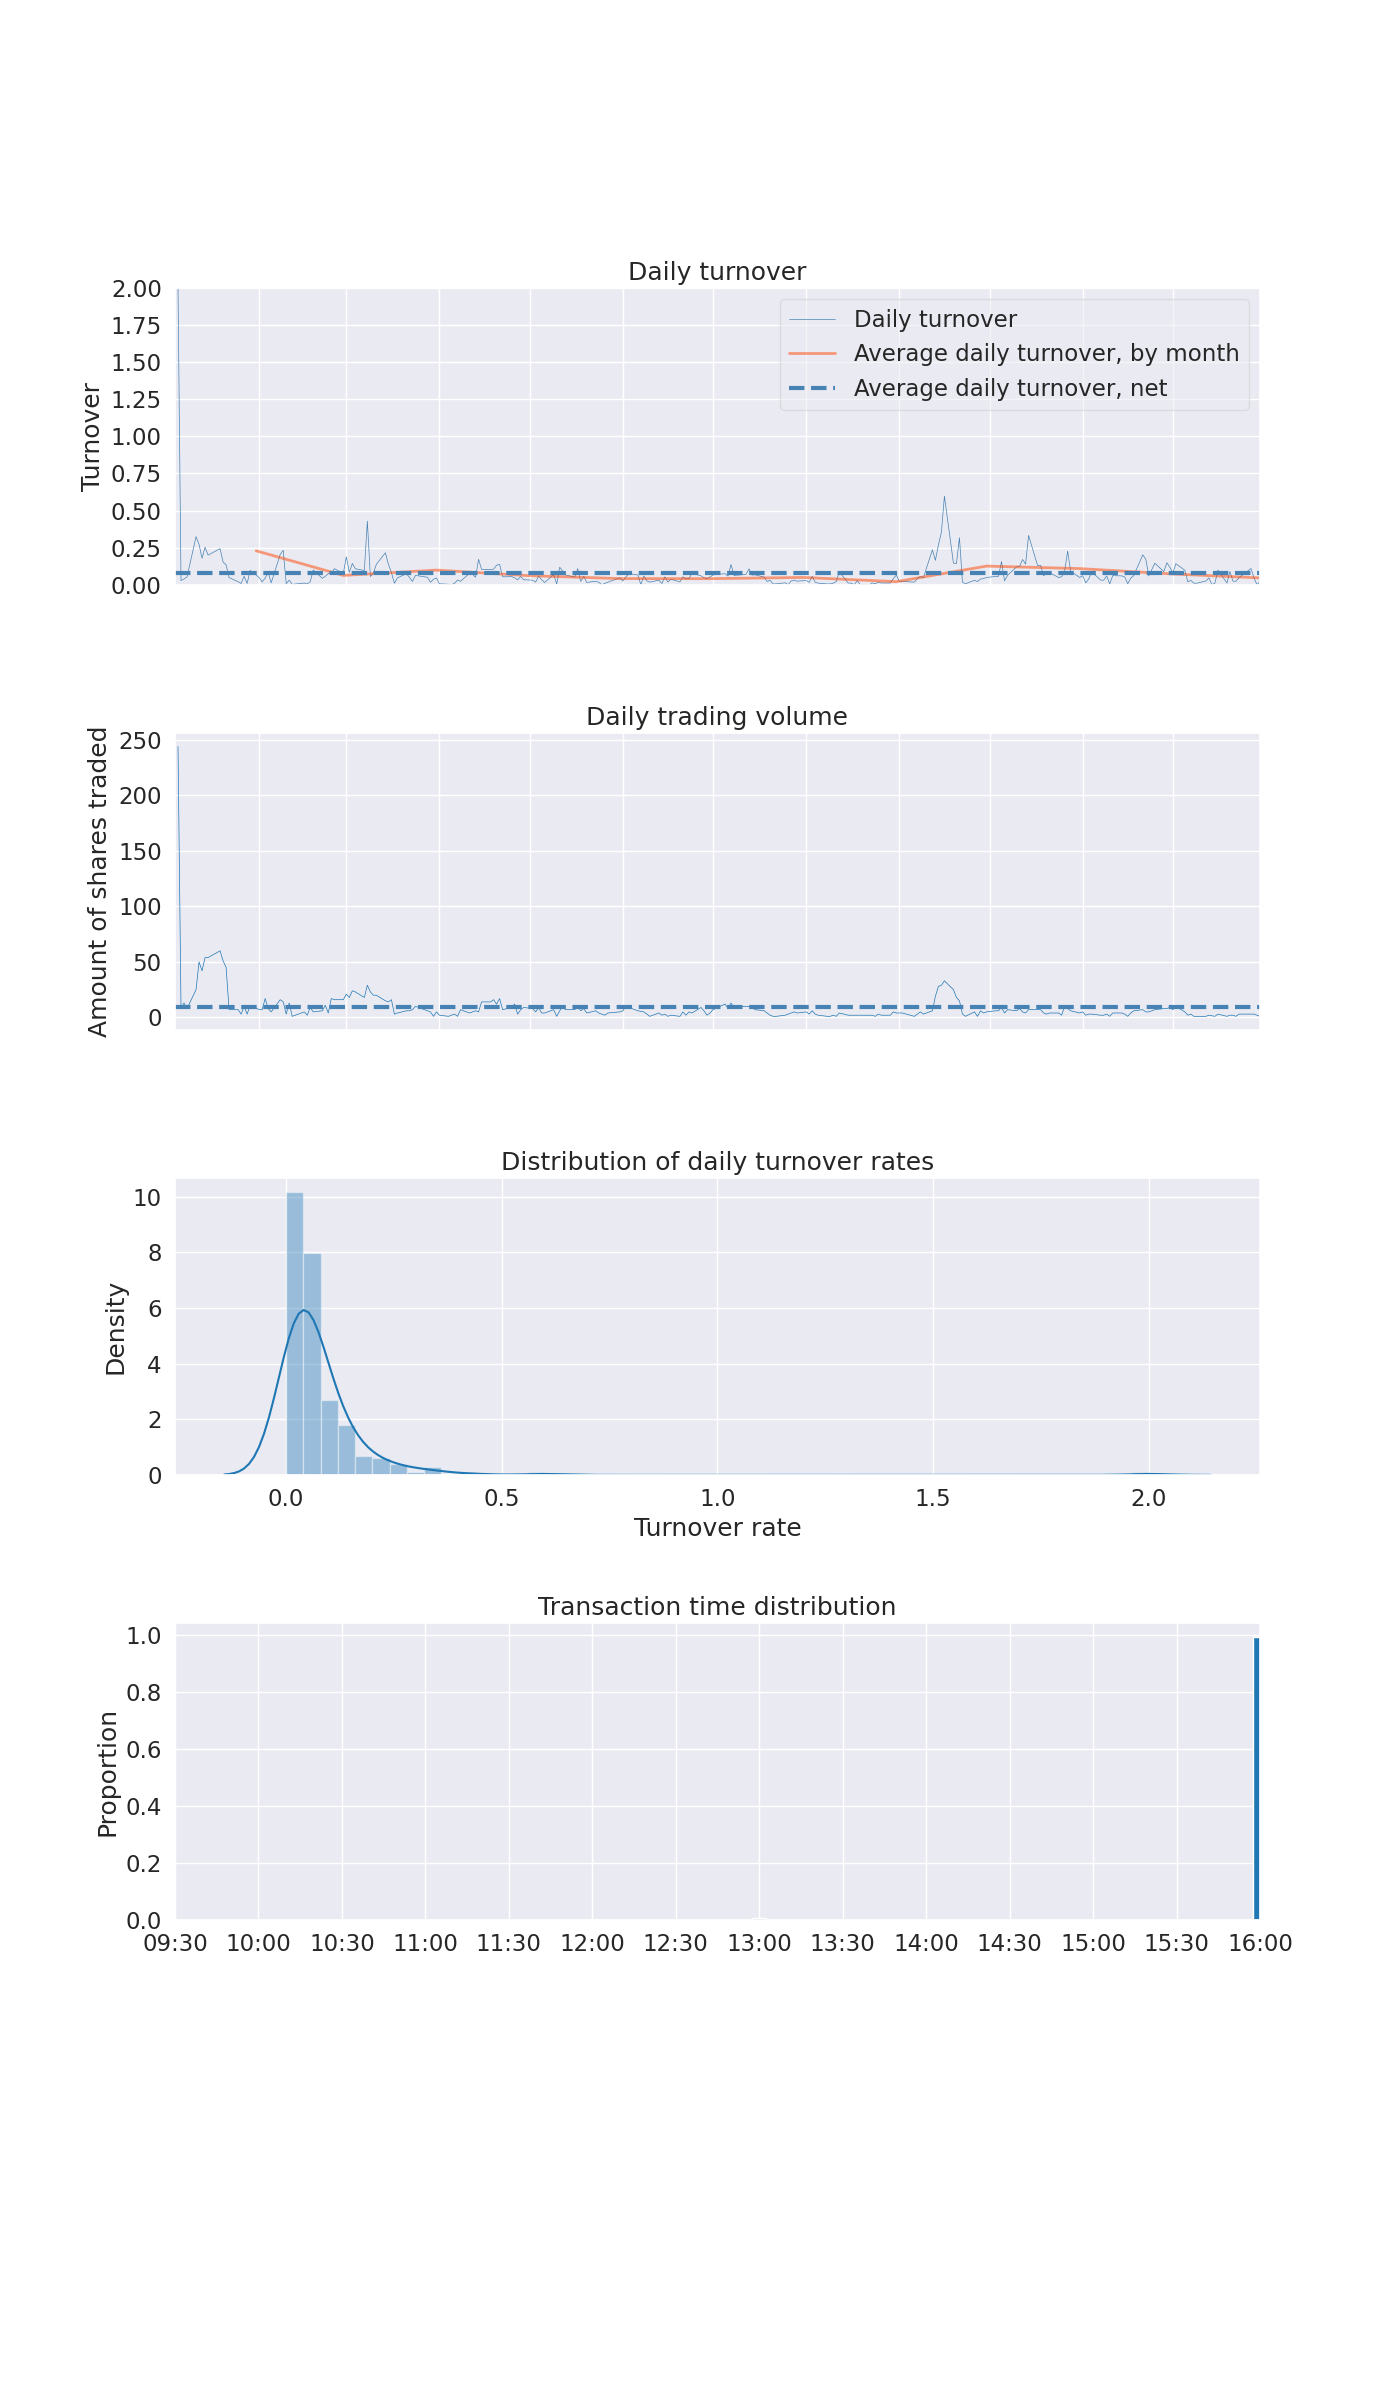 Daily turnover
2.00
1.75
1.50
1.25
1.00
0.75
0.50
0.25
0.00
Turnover
Daily turnover
Average daily turnover, by month
Average daily turnover, net
Daily trading volume
250
200
150
100
50
0
Amount of shares traded
Distribution of daily turnover rates
10
8
6
4
2
0
Density
0.0 0.5 1.0 1.5 2.0
Turnover rate
Transaction time distribution
1.0
0.8
0.6
0.4
0.2
0.0
Proportion
09:30 10:00 10:30 11:00 11:30 12:00 12:30 13:00 13:30 14:00 14:30 15:00 15:30 16:00